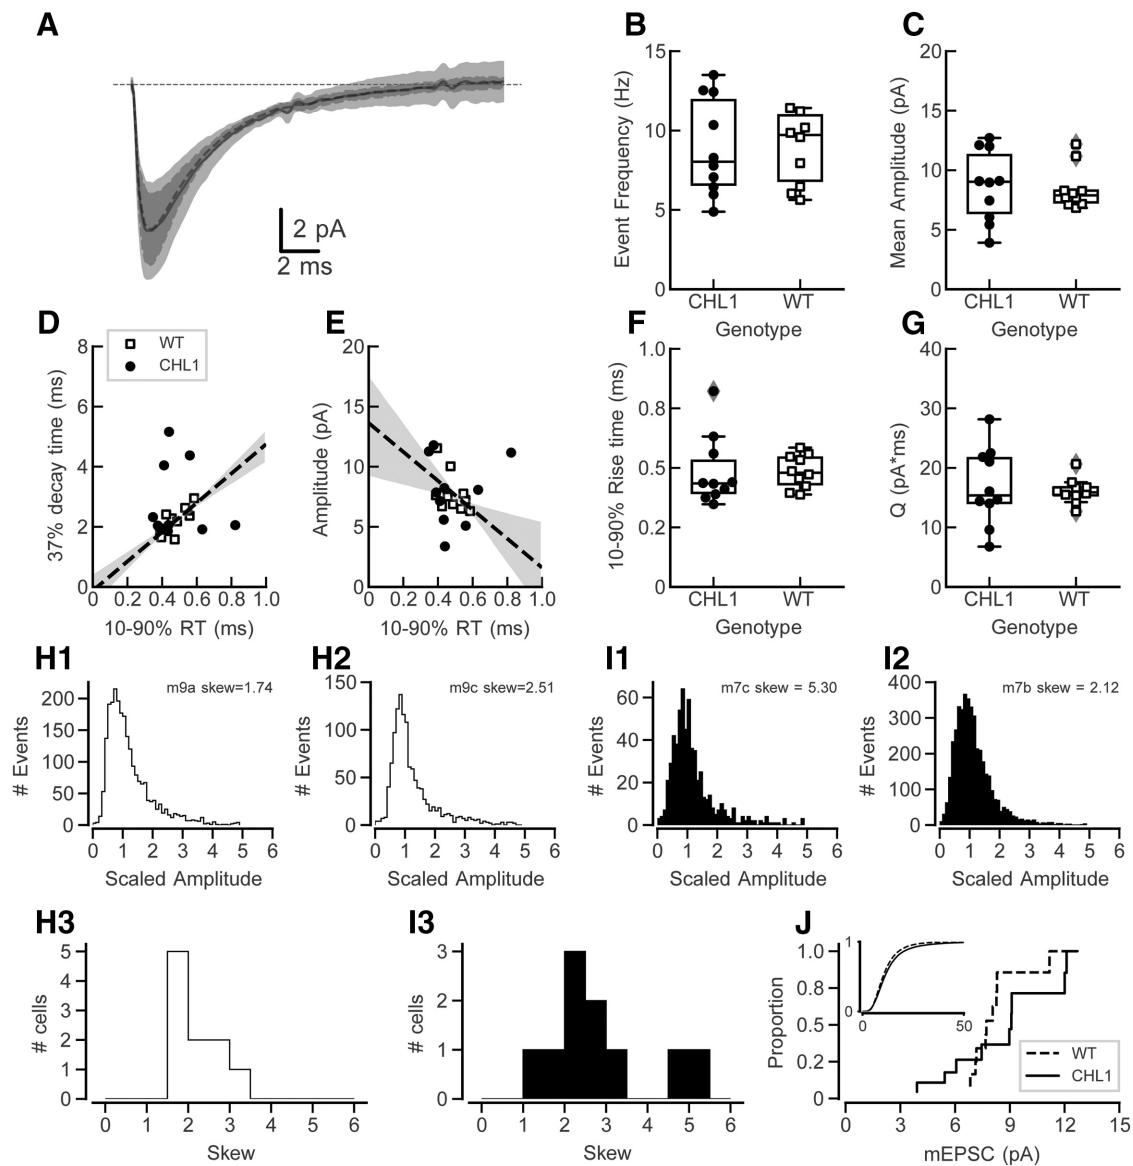 A
2 pA
2 ms
B
Event Frequency (Hz)
15
10
5
0
CHL1 WT
Genotype
C
Mean Amplitude (pA)
20
15
10
5
0
CHL1 WT
Genotype
D
37% decay time (ms)
WT
CHL1
8
6
4
2
0
0 0.2 0.4 0.6 0.8 1.0
10-90% RT (ms)
E
Amplitude (pA)
20
15
10
5
0
0 0.2 0.4 0.6 0.8 1.0
10-90% RT (ms)
F
10-90% Rise time (ms)
1.0
0.8
0.5
0.2
0
CHL1 WT
Genotype
G
Q (pA*ms)
40
30
20
10
0
CHL1 WT
Genotype
H1
m9a skew=1.74
# Events
200
150
100
50
0
0 1 2 3 4 5 6
Scaled Amplitude
H2
m9c skew=2.51
# Events
150
100
50
0
0 1 2 3 4 5 6
Scaled Amplitude
I1
m7c skew = 5.30
# Events
60
40
20
0
0 1 2 3 4 5 6
Scaled Amplitude
I2
m7b skew = 2.12
# Events
400
300
200
100
0
0 1 2 3 4 5 6
Scaled Amplitude
H3
# cells
5
4
3
2
1
0
0 1 2 3 4 5 6
Skew
I3
# cells
3
2
1
0
0 1 2 3 4 5 6
Skew
J
Proportion
1.0
0.8
0.5
0.2
0
1
0
0 50
WT
CHL1
0 3 6 9 12 15
mEPSC (pA)